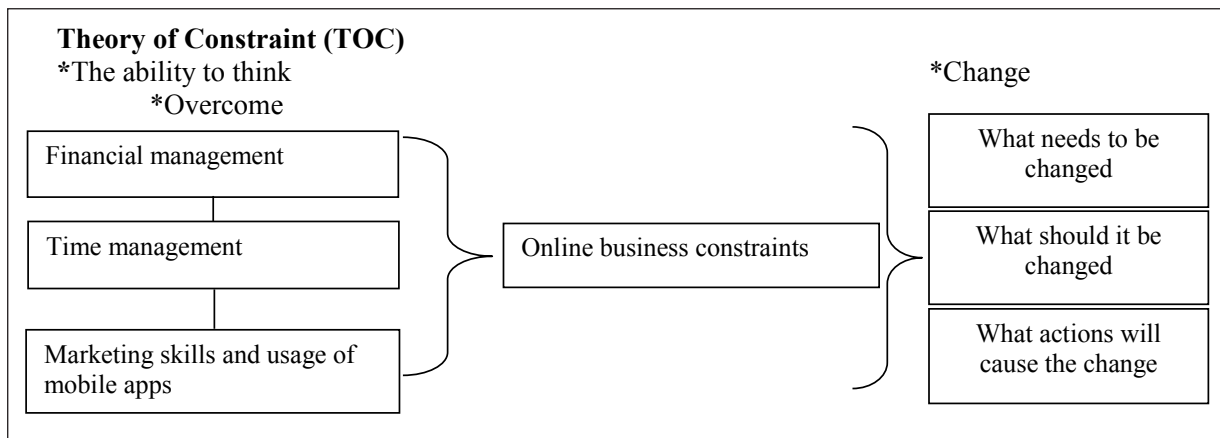 Theory of Constraint (TOC)
*The ability to think
*Overcome
*Change
Financial management
Time management
Marketing skills and usage of
mobile apps
Online business constraints
What needs to be
changed
What should it be
changed
What actions will
cause the change